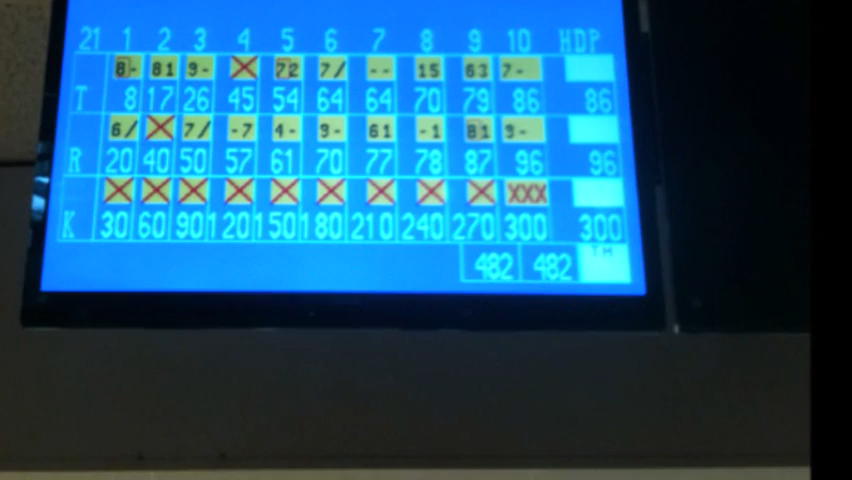 21 1 2 3 4 5 6 7 8 9 10 HDP
8- 81 9- X 72 7/ -- 15 63 7-
T 8 17 26 45 54 64 64 70 79 86 86
6/ X 7/ -7 4- 9- 61 -1 81 9-
R 20 40 50 57 61 70 77 78 87 96 96
X X X X X X X X X XXX
K 30 60 90 120 150 180 210 240 270 300 300
482 482 TM